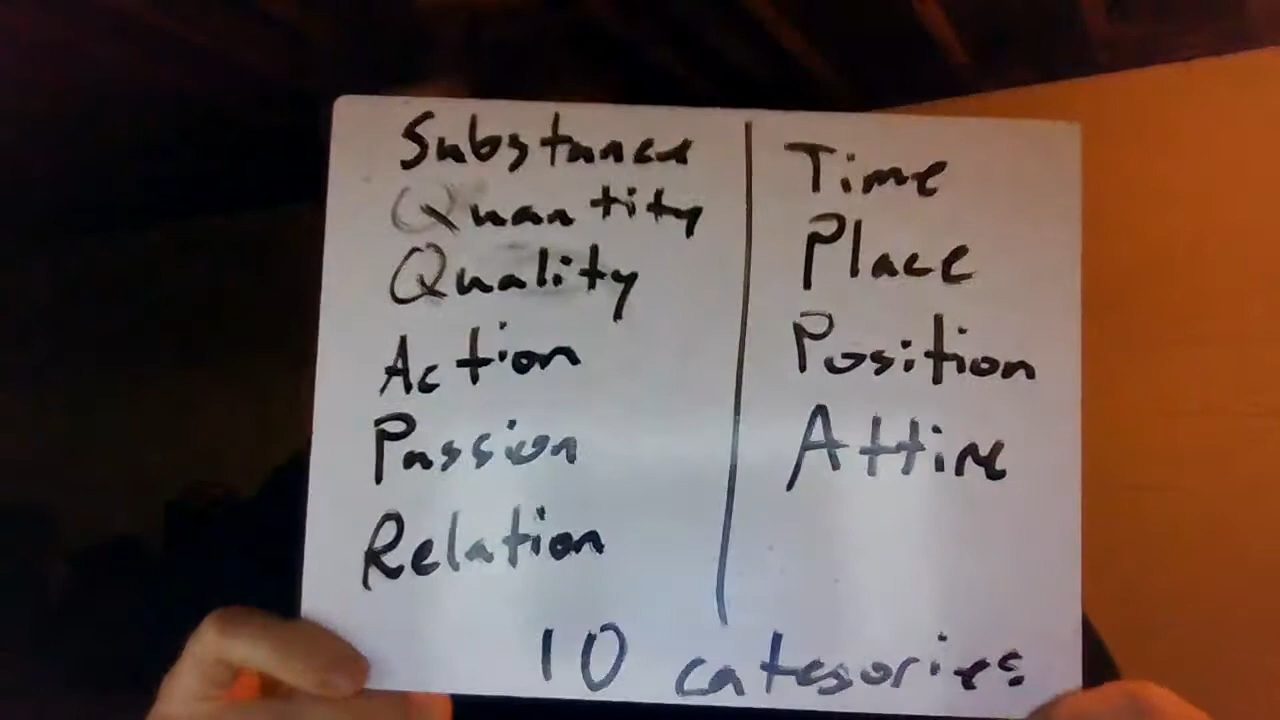 Substance
Quantity
Quality
Action
Passion
Relation
Time
Place
Position
Attire
10 categories